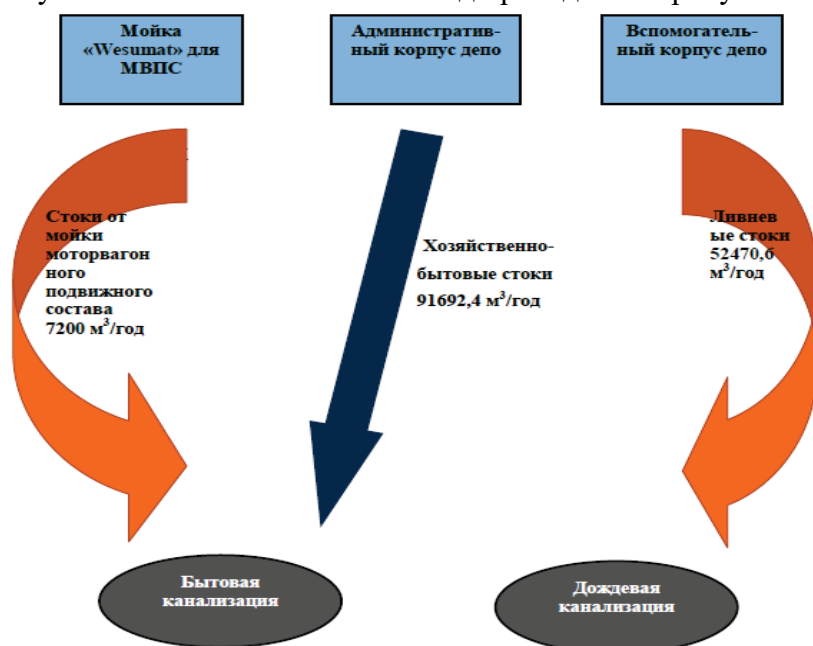 Мойка
«Wesumat» для
МВПС
Административ-
ный корпус депо
Вспомогатель-
ный корпус депо
Стоки от
мойки
моторвагон
ного
подвижного
состава
7200 м³/год
Хозяйственно-
бытовые стоки
91692,4 м³/год
Ливнев
ые стоки
52470,6
м³/год
Бытовая
канализация
Дождевая
канализация